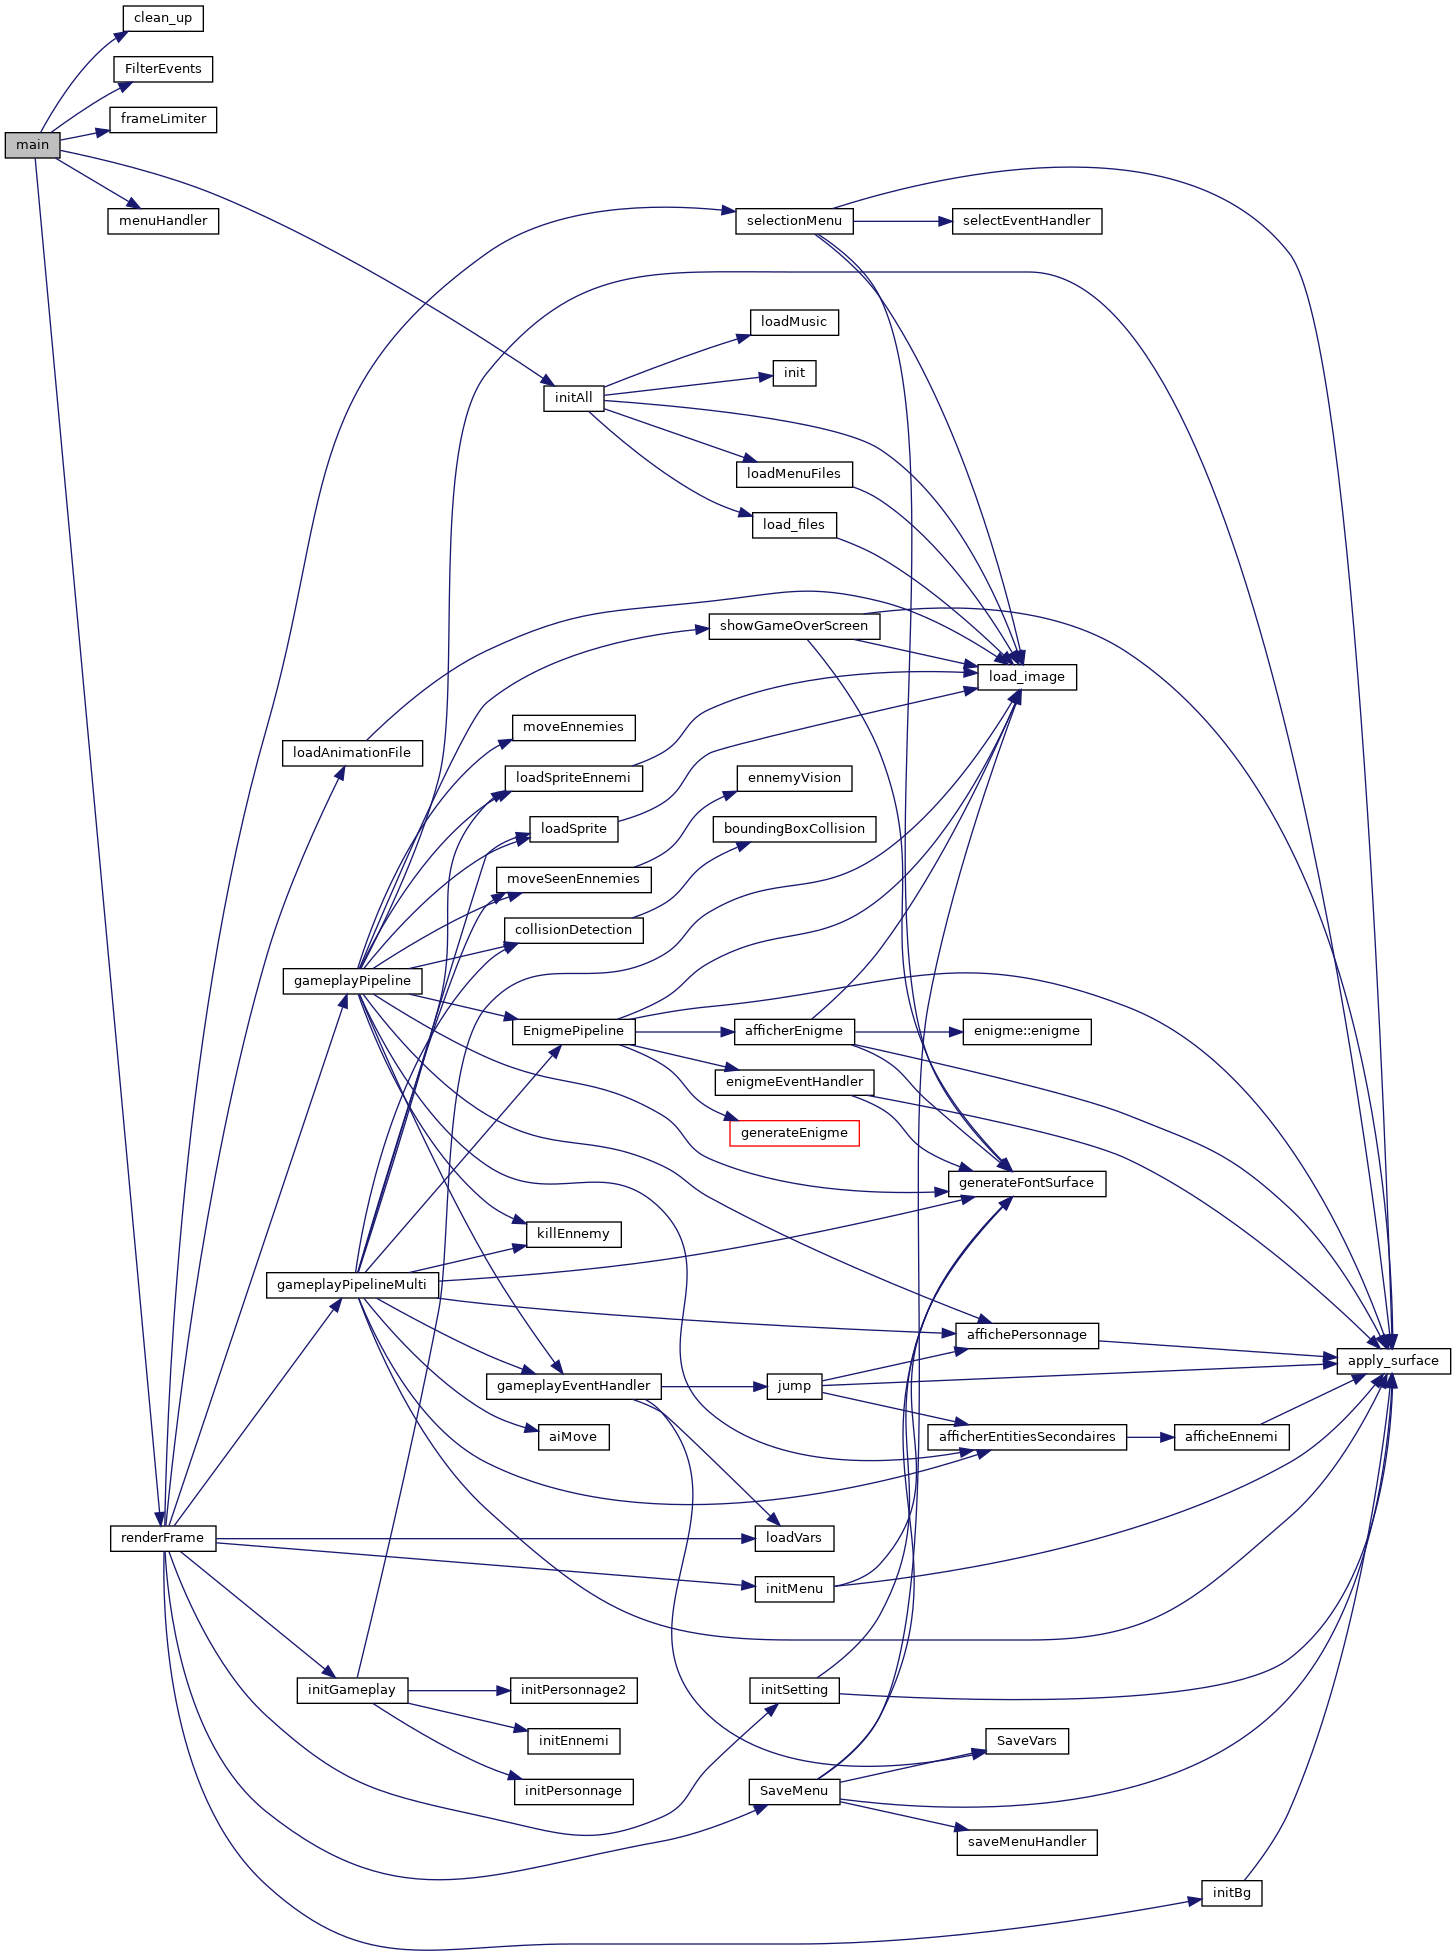 clean_up
FilterEvents
frameLimiter
main
menuHandler
selectionMenu
selectEventHandler
loadMusic
init
initAll
loadMenuFiles
load_files
showGameOverScreen
load_image
moveEnnemies
loadAnimationFile
loadSpriteEnnemi
ennemyVision
loadSprite
boundingBoxCollision
moveSeenEnnemies
collisionDetection
gameplayPipeline
EnigmePipeline
afficherEnigme
enigme::enigme
enigmeEventHandler
generateEnigme
generateFontSurface
killEnnemy
gameplayPipelineMulti
affichePersonnage
apply_surface
gameplayEventHandler
jump
aiMove
afficherEntitiesSecondaires
afficheEnnemi
renderFrame
loadVars
initMenu
initGameplay
initPersonnage2
initSetting
initEnnemi
SaveVars
initPersonnage
SaveMenu
saveMenuHandler
initBg